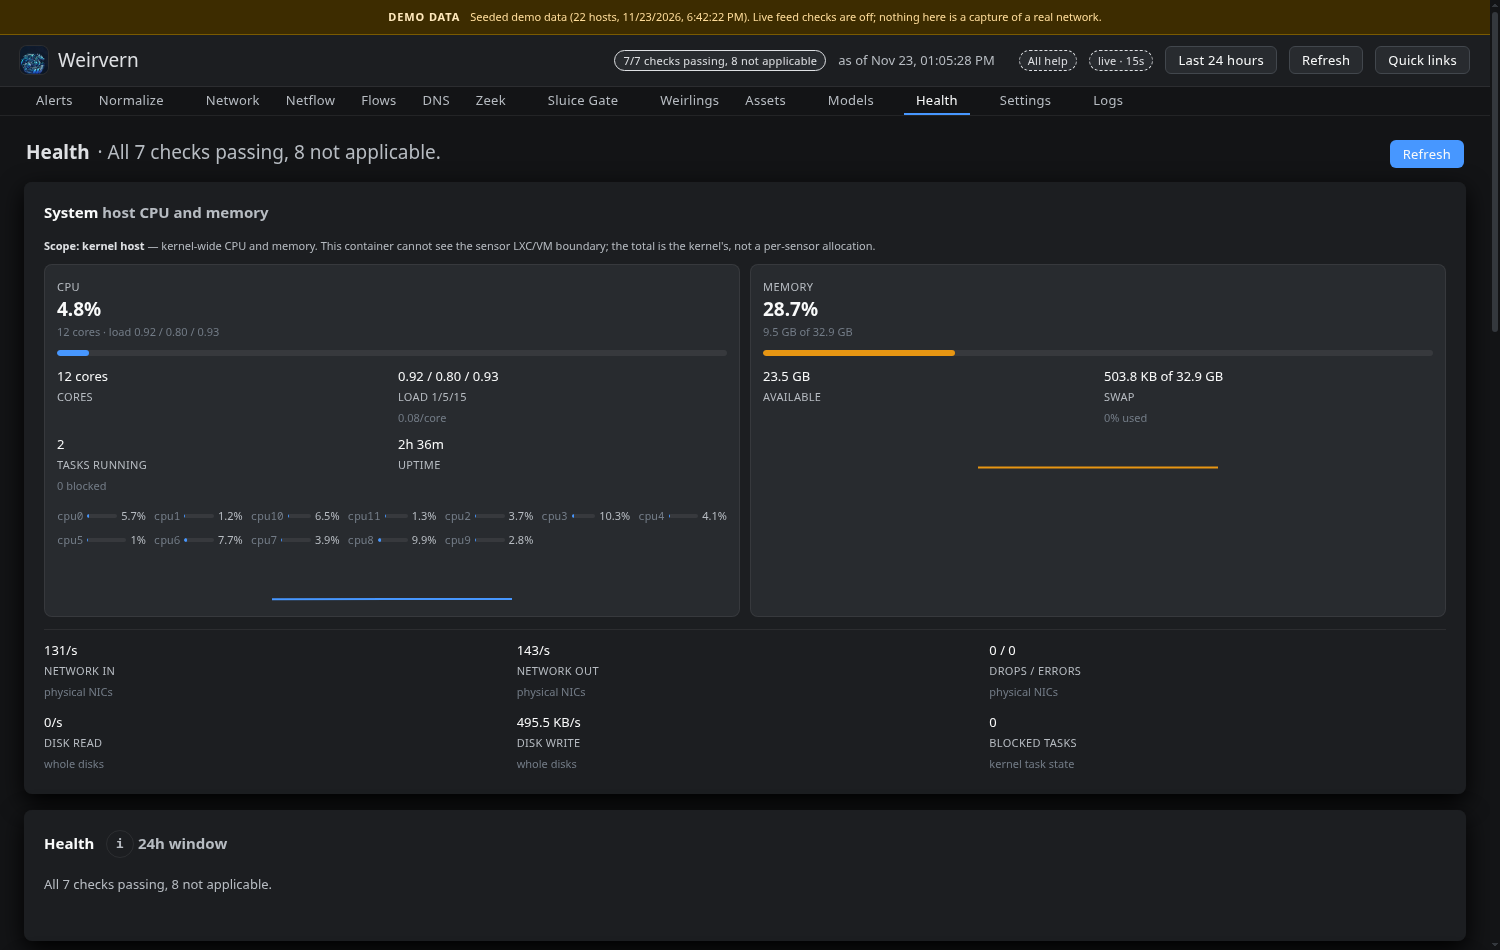 DEMO DATA Seeded demo data (22 hosts, 11/23/2026, 6:42:22 PM). Live feed checks are off; nothing here is a capture of a real network.
Weirvern
7/7 checks passing, 8 not applicable as of Nov 23, 01:05:28 PM All help live · 15s Last 24 hours Refresh Quick links
Alerts Normalize Network Netflow Flows DNS Zeek Sluice Gate Weirlings Assets Models Health Settings Logs
Health · All 7 checks passing, 8 not applicable.
Refresh
System host CPU and memory
Scope: kernel host — kernel-wide CPU and memory. This container cannot see the sensor LXC/VM boundary; the total is the kernel's, not a per-sensor allocation.
CPU
4.8%
12 cores · load 0.92 / 0.80 / 0.93
12 cores
CORES
0.92 / 0.80 / 0.93
LOAD 1/5/15
0.08/core
2
TASKS RUNNING
0 blocked
2h 36m
UPTIME
cpu0 5.7% cpu1 1.2% cpu10 6.5% cpu11 1.3% cpu2 3.7% cpu3 10.3% cpu4 4.1%
cpu5 1% cpu6 7.7% cpu7 3.9% cpu8 9.9% cpu9 2.8%
MEMORY
28.7%
9.5 GB of 32.9 GB
23.5 GB
AVAILABLE
503.8 KB of 32.9 GB
SWAP
0% used
131/s
NETWORK IN
physical NICs
143/s
NETWORK OUT
physical NICs
0 / 0
DROPS / ERRORS
physical NICs
0/s
DISK READ
whole disks
495.5 KB/s
DISK WRITE
whole disks
0
BLOCKED TASKS
kernel task state
Health i 24h window
All 7 checks passing, 8 not applicable.